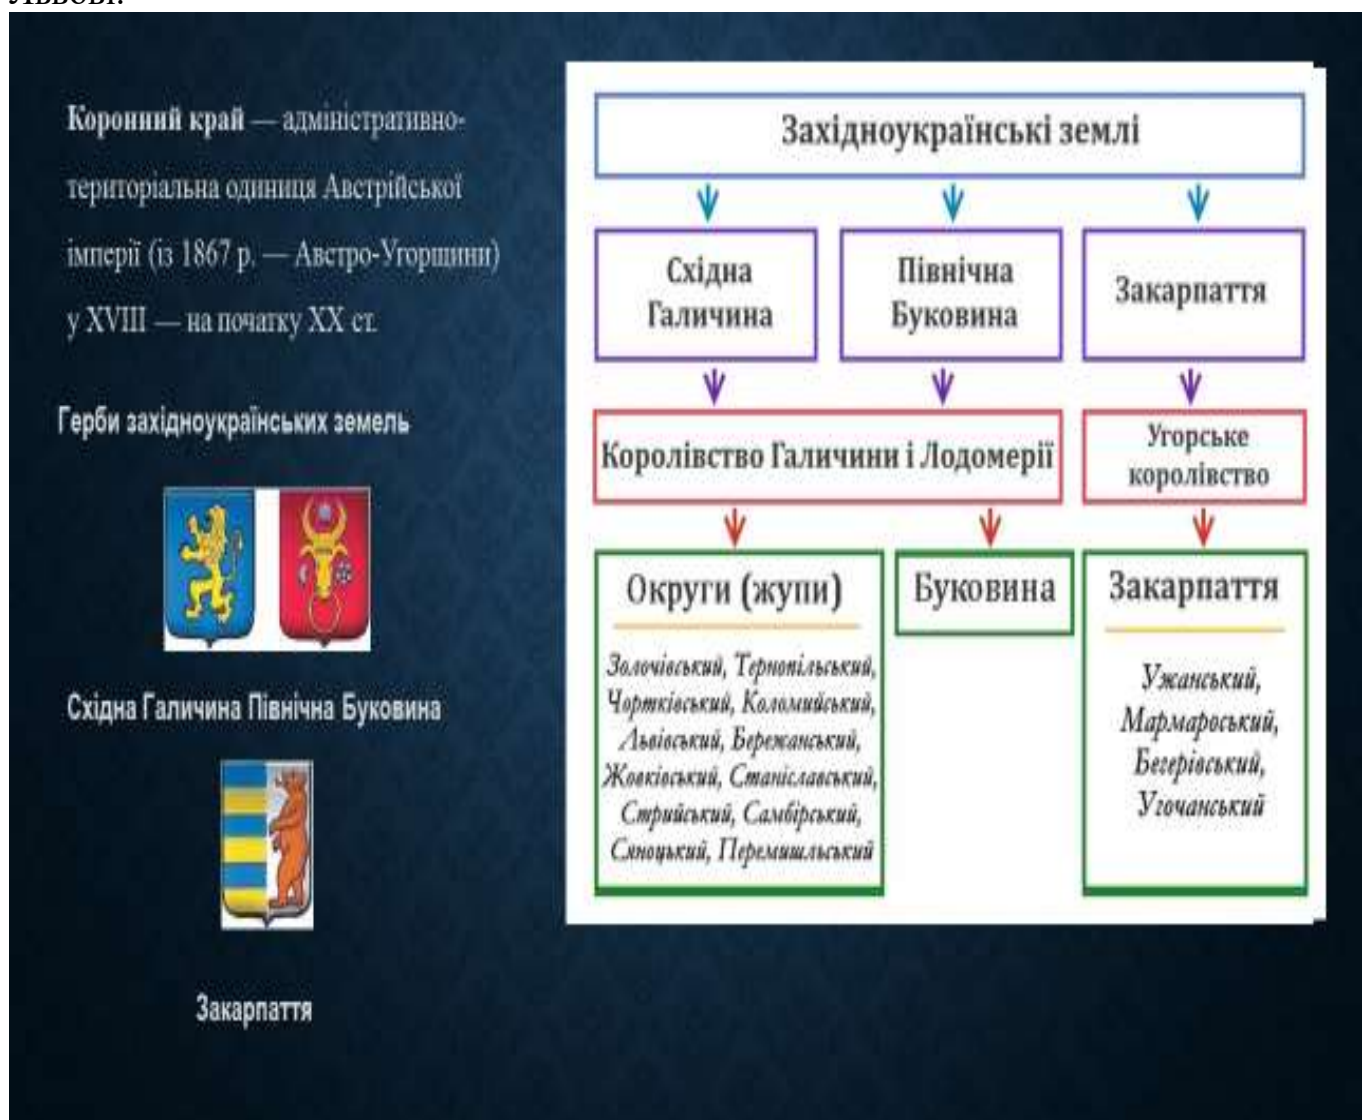 Львові.
Коронний край — адміністративно-
територіальна одиниця Австрійської
імперії (із 1867 р. — Австро-Угорщини)
у XVIII — на початку XX ст.
Герби західноукраїнських земель
Східна Галичина Північна Буковина
Закарпаття
Західноукраїнські землі
Східна
Галичина
Північна
Буковина
Закарпаття
Королівство Галичини і Лодомерії
Угорське
королівство
Округи (жупи)
Золочівський, Тернопільський,
Чортківський, Коломийський,
Львівський, Бережанський,
Жовківський, Станіславський,
Стрийський, Самбірський,
Сяноцький, Перемишльський
Буковина
Закарпаття
Ужанський,
Мармароський,
Бегерівський,
Угочанський